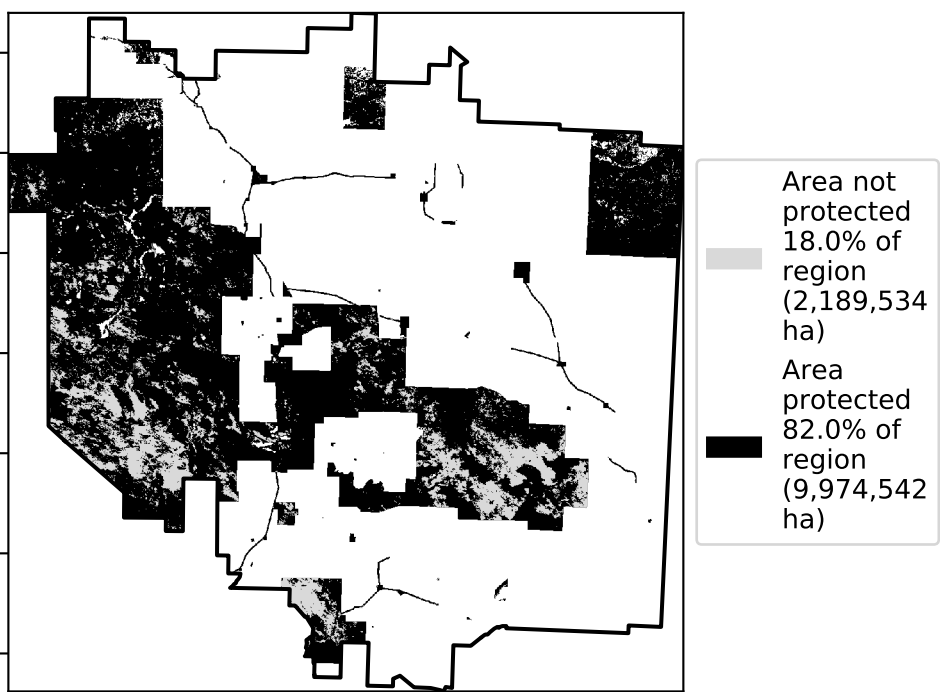 Area not
protected
18.0% of
region
(2,189,534
ha)
Area
protected
82.0% of
region
(9,974,542
ha)